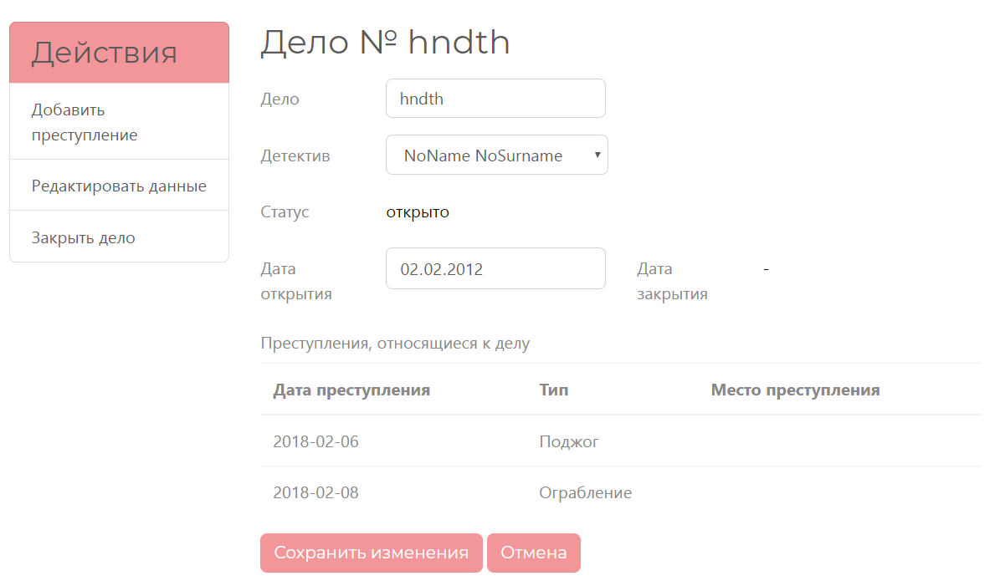 Действия
Добавить
преступление
Редактировать данные
Закрыть дело
Дело № hndth
Дело hndth
Детектив NoName NoSurname
Статус открыто
Дата 02.02.2012 Дата -
открытия закрытия
Преступления, относящиеся к делу
Дата преступления Тип Место преступления
2018-02-06 Поджог
2018-02-08 Ограбление
Сохранить изменения Отмена